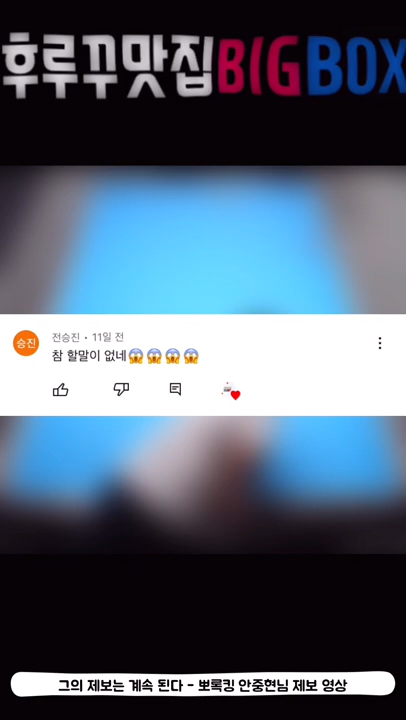 후루꾸맛집BIGBOX
승진
전승진 • 11일 전
참 할말이 없네😱😱😱😱
그의 제보는 계속 된다 - 뽀록킹 안중현님 제보 영상